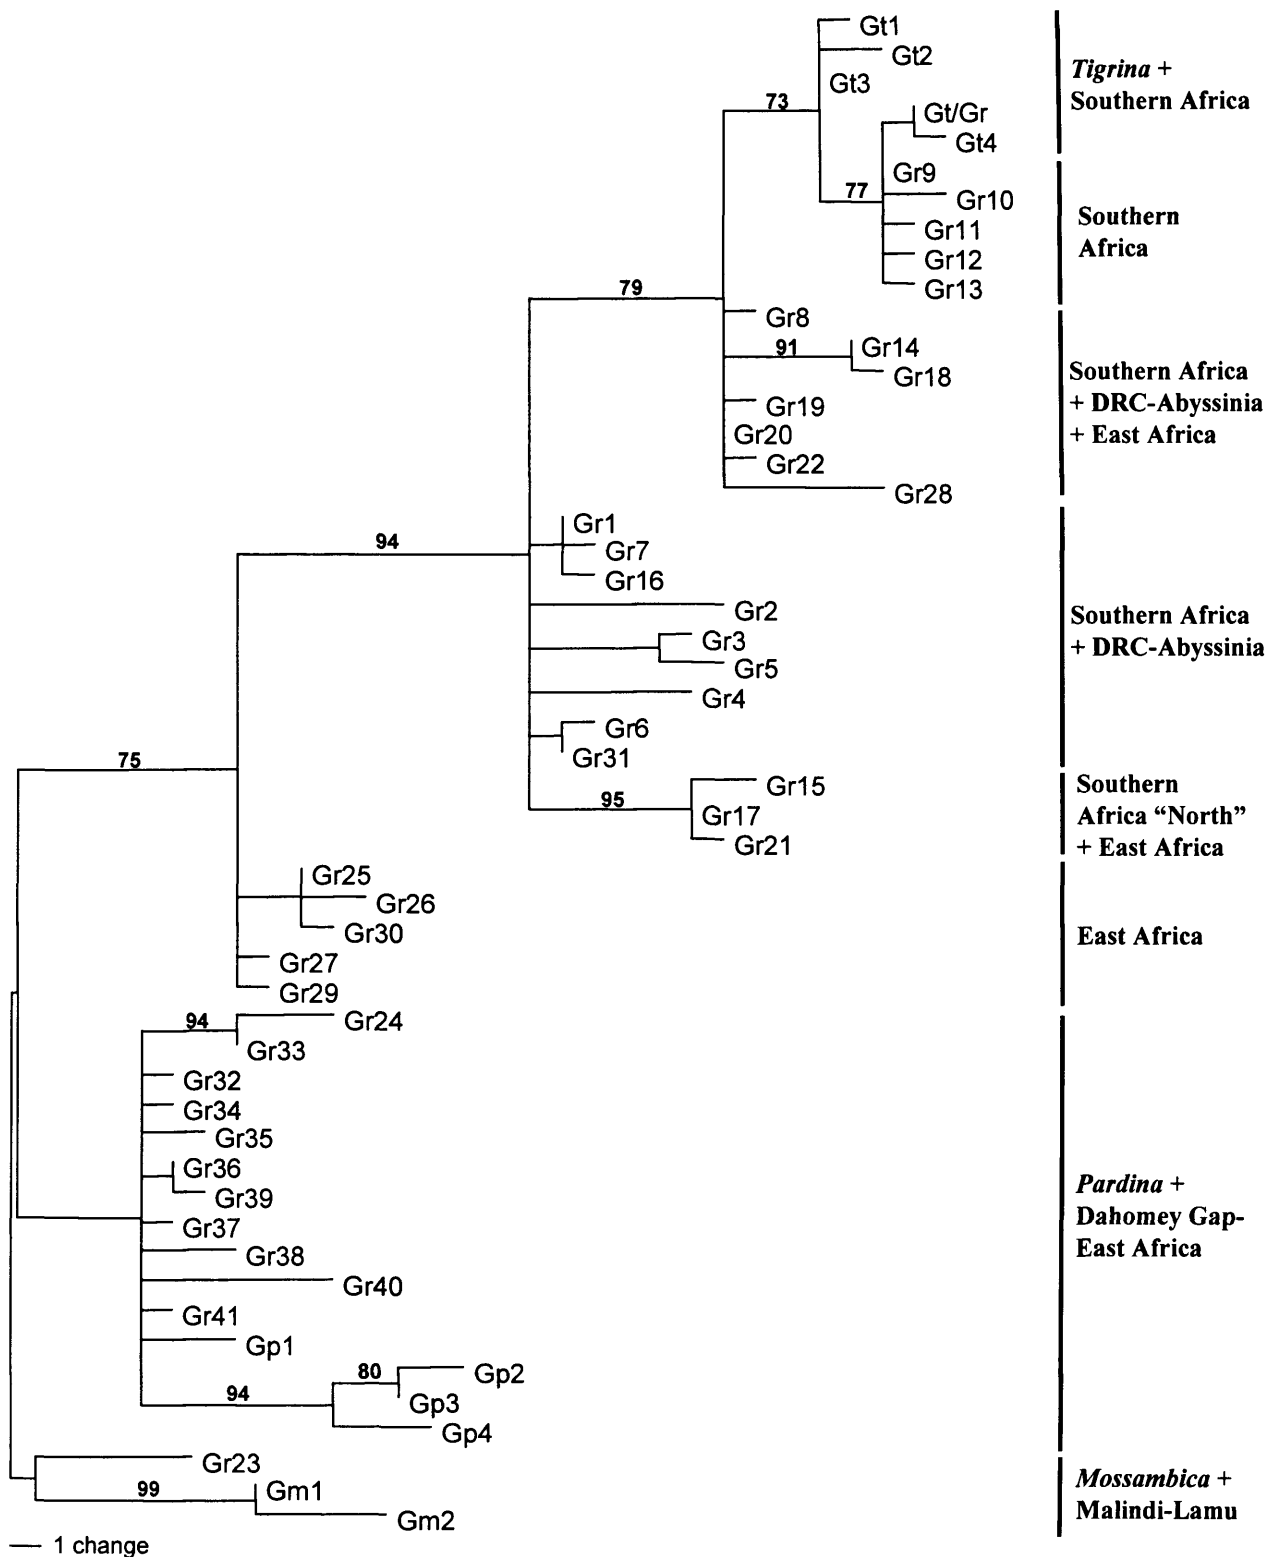 Gt1
Gt2
Gt3
73
Gt/Gr
Gt4
Gr9
77
Gr10
Gr11
Gr12
Gr13
Tigrina +
Southern Africa
Southern
Africa
79
Gr8
91
Gr14
Gr18
Gr19
Gr20
Gr22
Gr28
Southern Africa
+ DRC-Abyssinia
+ East Africa
94
Gr1
Gr7
Gr16
Gr2
Gr3
Gr5
Gr4
Gr6
Gr31
Southern Africa
+ DRC-Abyssinia
75
95
Gr15
Gr17
Gr21
Southern
Africa “North”
+ East Africa
Gr25
Gr26
Gr30
Gr27
Gr29
East Africa
94
Gr24
Gr33
Gr32
Gr34
Gr35
Gr36
Gr39
Gr37
Gr38
Gr40
Gr41
Gp1
80
Gp2
94
Gp3
Gp4
Pardina +
Dahomey Gap-
East Africa
Gr23
99
Gm1
Gm2
Mossambica +
Malindi-Lamu
1 change